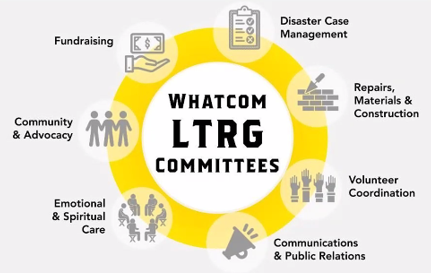 WHATCOM
LTRG
COMMITTEES
Disaster Case
Management
Repairs,
Materials &
Construction
Volunteer
Coordination
Communications
& Public Relations
Emotional
& Spiritual
Care
Community
& Advocacy
Fundraising
$